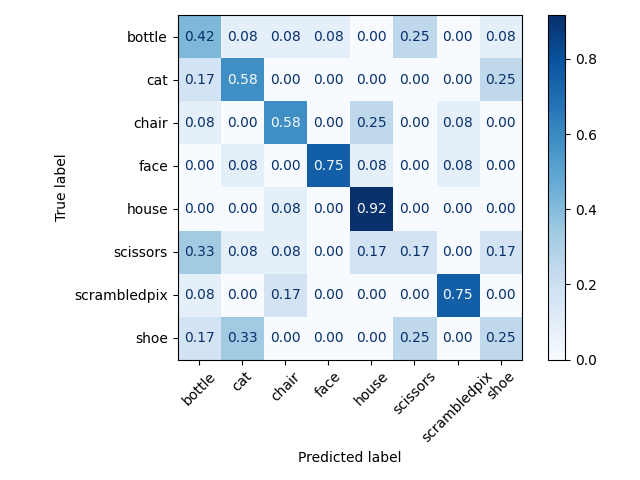 bottle 0.42 0.08 0.08 0.08 0.00 0.25 0.00 0.08
cat 0.17 0.58 0.00 0.00 0.00 0.00 0.00 0.25
chair 0.08 0.00 0.58 0.00 0.25 0.00 0.08 0.00
face 0.00 0.08 0.00 0.75 0.08 0.00 0.08 0.00
house 0.00 0.00 0.08 0.00 0.92 0.00 0.00 0.00
scissors 0.33 0.08 0.08 0.00 0.17 0.17 0.00 0.17
scrambledpix 0.08 0.00 0.17 0.00 0.00 0.00 0.75 0.00
shoe 0.17 0.33 0.00 0.00 0.00 0.25 0.00 0.25
bottle cat chair face house scissors scrambledpix shoe
Predicted label
True label
0.8
0.6
0.4
0.2
0.0